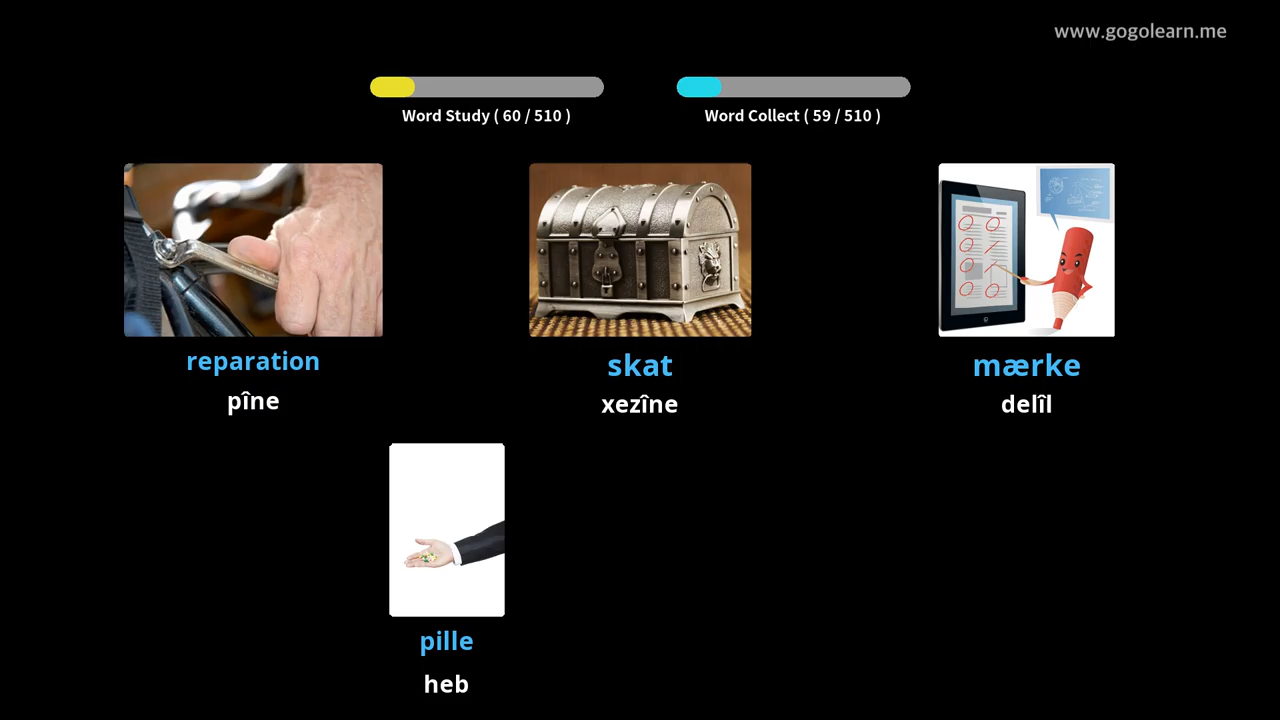 www.gogolearn.me
Word Study ( 60 / 510 )
Word Collect ( 59 / 510 )
reparation
pîne
skat
xezîne
mærke
delîl
pille
heb